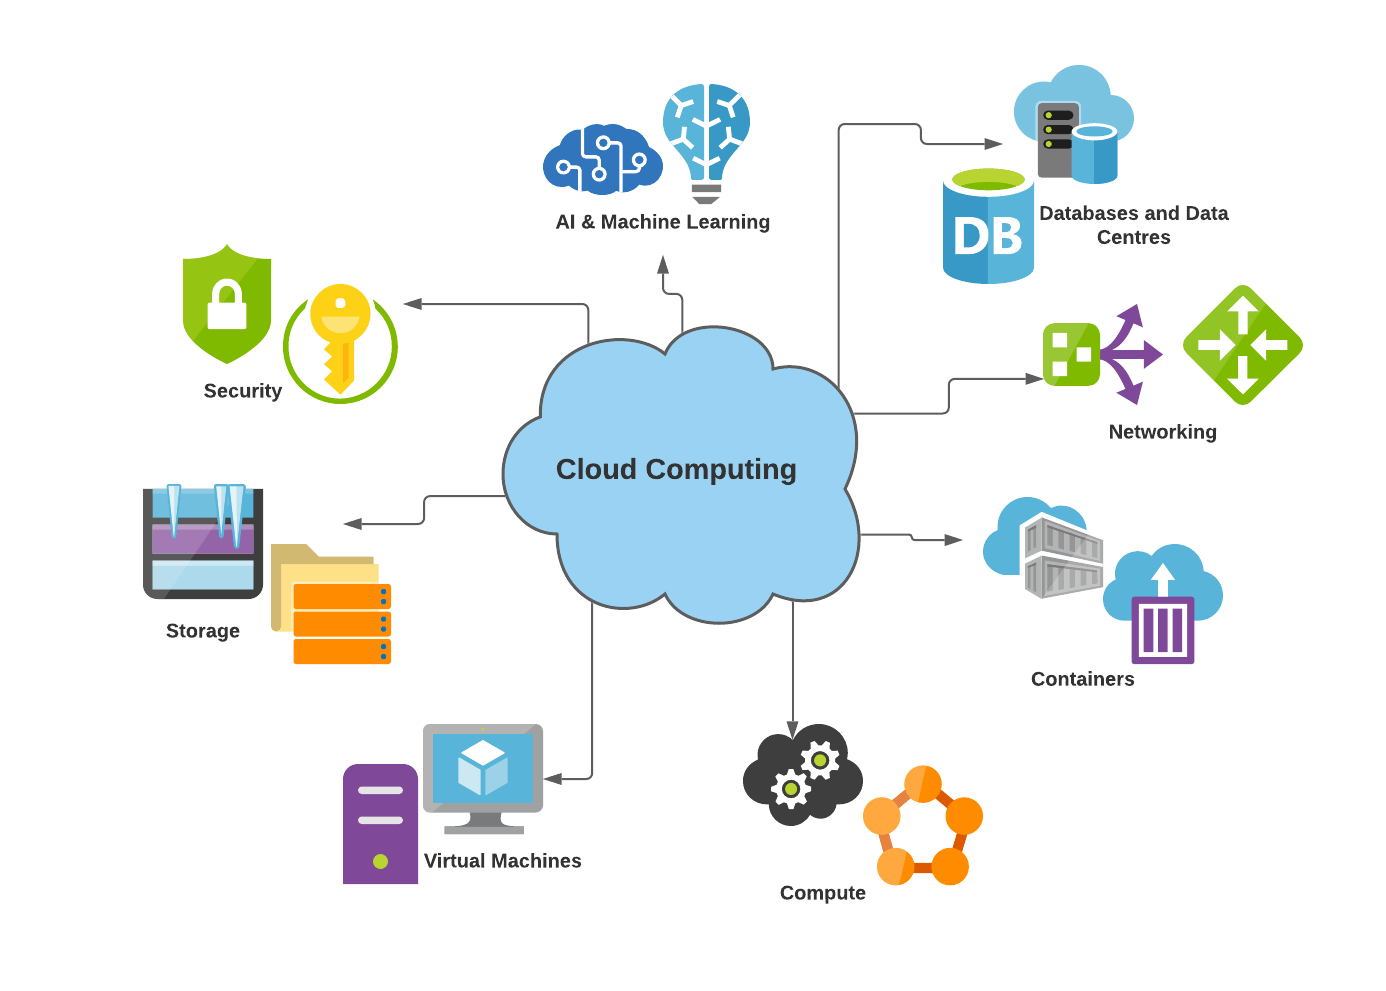 AI & Machine Learning
DB
Databases and Data
Centres
Security
Networking
Cloud Computing
Storage
Containers
Virtual Machines
Compute